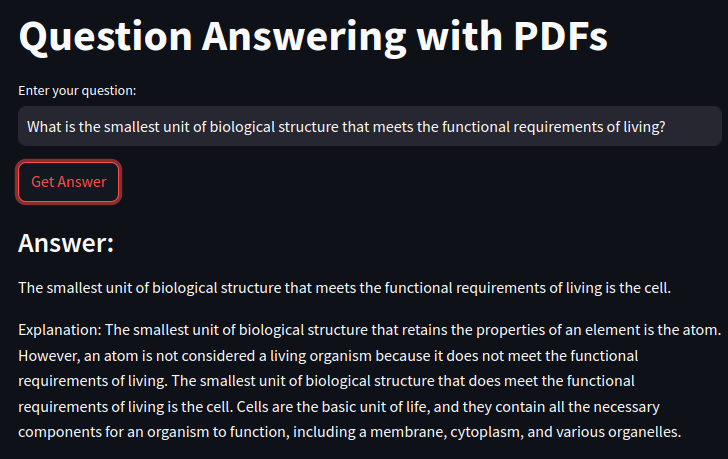 Question Answering with PDFs
Enter your question:
What is the smallest unit of biological structure that meets the functional requirements of living?
Get Answer
Answer:
The smallest unit of biological structure that meets the functional requirements of living is the cell.
Explanation: The smallest unit of biological structure that retains the properties of an element is the atom.
However, an atom is not considered a living organism because it does not meet the functional
requirements of living. The smallest unit of biological structure that does meet the functional
requirements of living is the cell. Cells are the basic unit of life, and they contain all the necessary
components for an organism to function, including a membrane, cytoplasm, and various organelles.